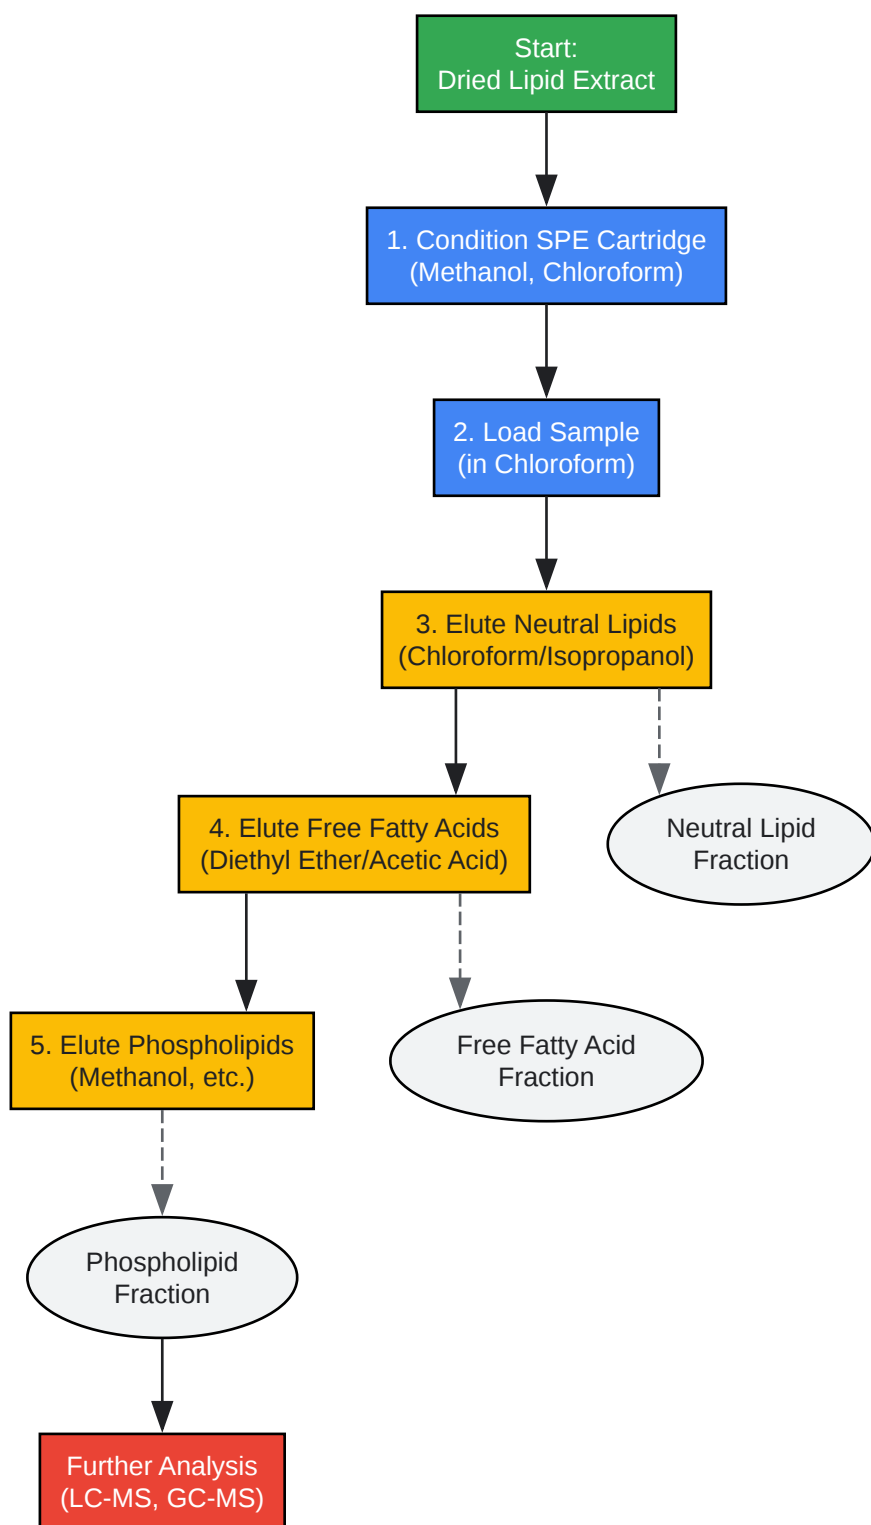 Start:
Dried Lipid Extract
1. Condition SPE Cartridge
(Methanol, Chloroform)
2. Load Sample
(in Chloroform)
3. Elute Neutral Lipids
(Chloroform/Isopropanol)
4. Elute Free Fatty Acids
(Diethyl Ether/Acetic Acid)
Neutral Lipid
Fraction
5. Elute Phospholipids
(Methanol, etc.)
Free Fatty Acid
Fraction
Phospholipid
Fraction
Further Analysis
(LC-MS, GC-MS)